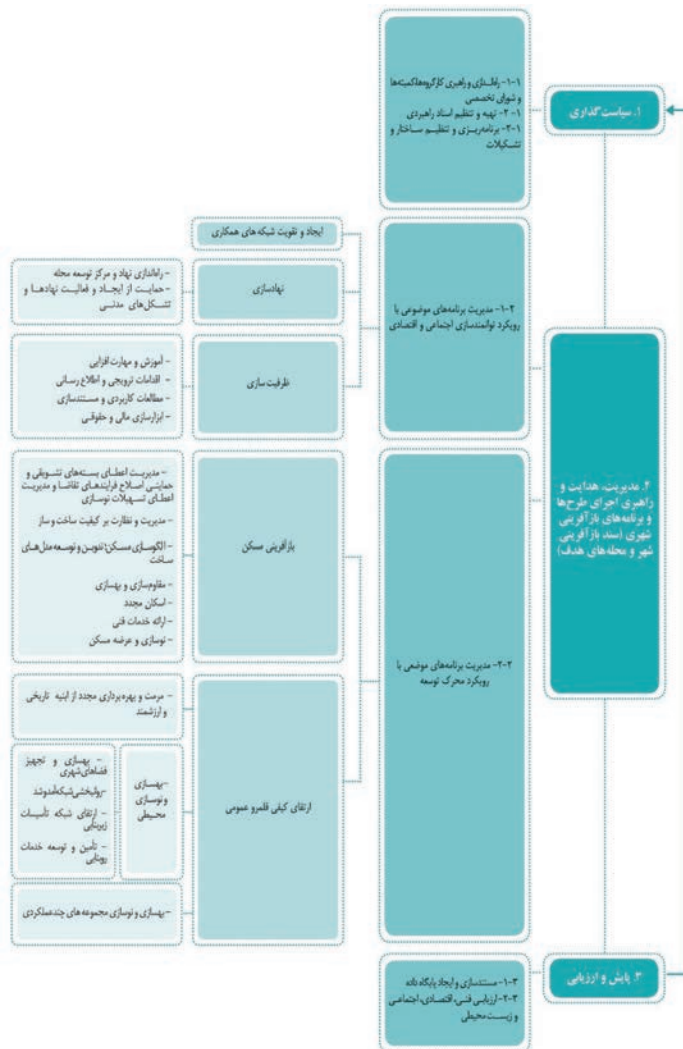 ۱. سیاست‌گذاری
۱-۱- راه‌اندازی و راهبری کارگروه‌ها/کمیته‌ها
و شورای تخصصی
۱-۲- تهیه و تنظیم اسناد راهبردی
۱-۳- برنامه‌ریزی و تنظیم ساختار و
تشکیلات
۲. مدیریت، هدایت و
راهبری اجرای طرح‌ها
و برنامه‌های بازآفرینی
شهری (سند بازآفرینی
شهر و محله‌های هدف)
۲-۱- مدیریت برنامه‌های موضوعی با
رویکرد توانمندسازی اجتماعی و اقتصادی
ایجاد و تقویت شبکه های همکاری
نهادسازی
- راه‌اندازی نهاد و مرکز توسعه محله
- حمایت از ایجاد و فعالیت نهادها و
تشکل‌های مدنی
ظرفیت سازی
- آموزش و مهارت افزایی
- اقدامات ترویجی و اطلاع رسانی
- مطالعات کاربردی و مستندسازی
- ابزارسازی مالی و حقوقی
۲-۲- مدیریت برنامه‌های موضعی با
رویکرد محرک توسعه
بازآفرینی مسکن
- مدیریت اعطای بسته‌های تشویقی و
حمایتی اصلاح فرایندهای تقاضا و مدیریت
اعطای تسهیلات نوسازی
- مدیریت و نظارت بر کیفیت ساخت و ساز
- الگوسازی مسکن؛ تدوین و توسعه مدل‌های
ساخت
- مقاوم‌سازی و بهسازی
- اسکان مجدد
- ارائه خدمات فنی
- نوسازی و عرضه مسکن
ارتقای کیفی قلمرو عمومی
- مرمت و بهره‌برداری مجدد از ابنیه تاریخی
و ارزشمند
-بهسازی
و نوسازی
محیطی
- بهسازی و تجهیز
فضاهای شهری
-روانبخشی شبکه آمدوشد
- ارتقای شبکه تأسیسات
زیربنایی
- تأمین و توسعه خدمات
روبنایی
- بهسازی و نوسازی مجموعه های چندعملکردی
۳. پایش و ارزیابی
۳-۱- مستندسازی و ایجاد پایگاه داده
۳-۲- ارزیابی فنی، اقتصادی، اجتماعی
و زیست محیطی